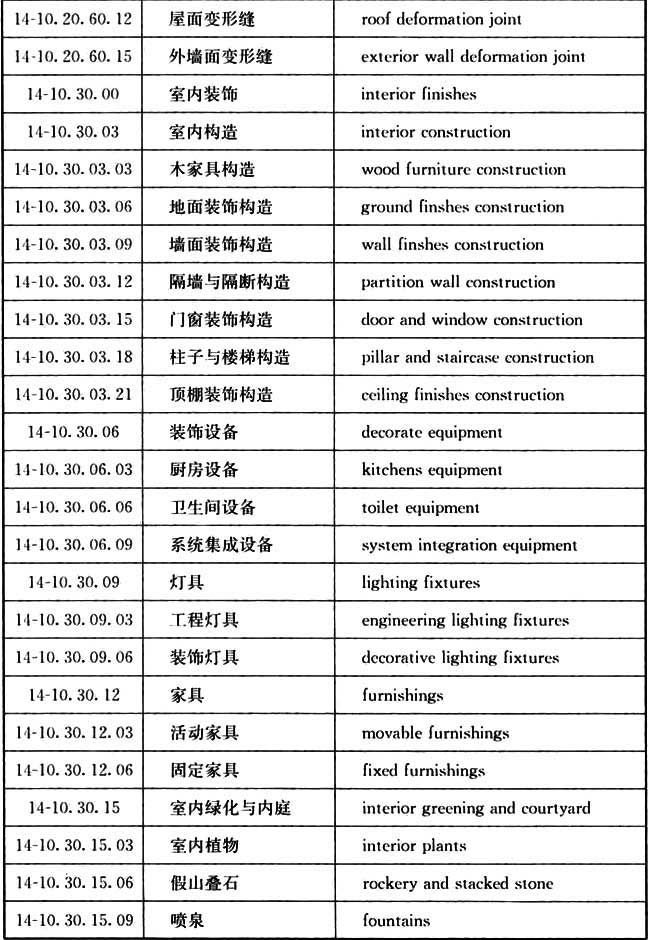 14-10. 20. 60. 12 屋面变形缝 roof deformation joint
14-10. 20. 60. 15 外墙面变形缝 exterior wall deformation joint
14-10. 30. 00 室内装饰 interior finishes
14-10. 30. 03 室内构造 interior construction
14-10. 30. 03. 03 木家具构造 wood furniture construction
14-10. 30. 03. 06 地面装饰构造 ground finshes construction
14-10. 30. 03. 09 墙面装饰构造 wall finshes construction
14-10. 30. 03. 12 隔墙与隔断构造 partition wall construction
14-10. 30. 03. 15 门窗装饰构造 door and window construction
14-10. 30. 03. 18 柱子与楼梯构造 pillar and staircase construction
14-10. 30. 03. 21 顶棚装饰构造 ceiling finishes construction
14-10. 30. 06 装饰设备 decorate equipment
14-10. 30. 06. 03 厨房设备 kitchens equipment
14-10. 30. 06. 06 卫生间设备 toilet equipment
14-10. 30. 06. 09 系统集成设备 system integration equipment
14-10. 30. 09 灯具 lighting fixtures
14-10. 30. 09. 03 工程灯具 engineering lighting fixtures
14-10. 30. 09. 06 装饰灯具 decorative lighting fixtures
14-10. 30. 12 家具 furnishings
14-10. 30. 12. 03 活动家具 movable furnishings
14-10. 30. 12. 06 固定家具 fixed furnishings
14-10. 30. 15 室内绿化与内庭 interior greening and courtyard
14-10. 30. 15. 03 室内植物 interior plants
14-10. 30. 15. 06 假山叠石 rockery and stacked stone
14-10. 30. 15. 09 喷泉 fountains